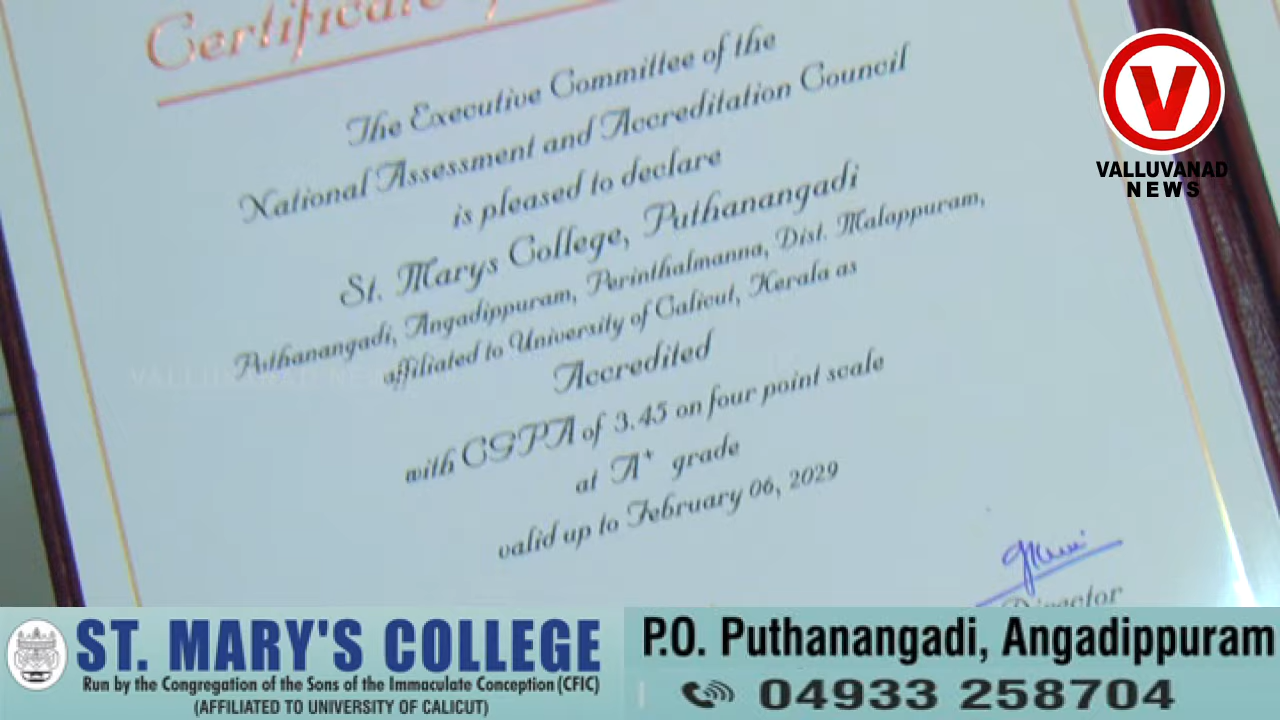 Certificate
The Executive Committee of the
National Assessment and Accreditation Council
is pleased to declare
St. Marys College, Puthanangadi
Puthanangadi, Angadippuram, Perinthalmanna, Dist. Malappuram,
affiliated to University of Calicut, Kerala as
Accredited
with CGPA of 3.45 on four point scale
at A+ grade
valid up to February 06, 2029
Director
V
VALLUVANAD
NEWS
VALLUVANAD NEWS
ST. MARY'S COLLEGE
Run by the Congregation of the Sons of the Immaculate Conception (CFIC)
(AFFILIATED TO UNIVERSITY OF CALICUT)
P.O. Puthanangadi, Angadippuram
04933 258704